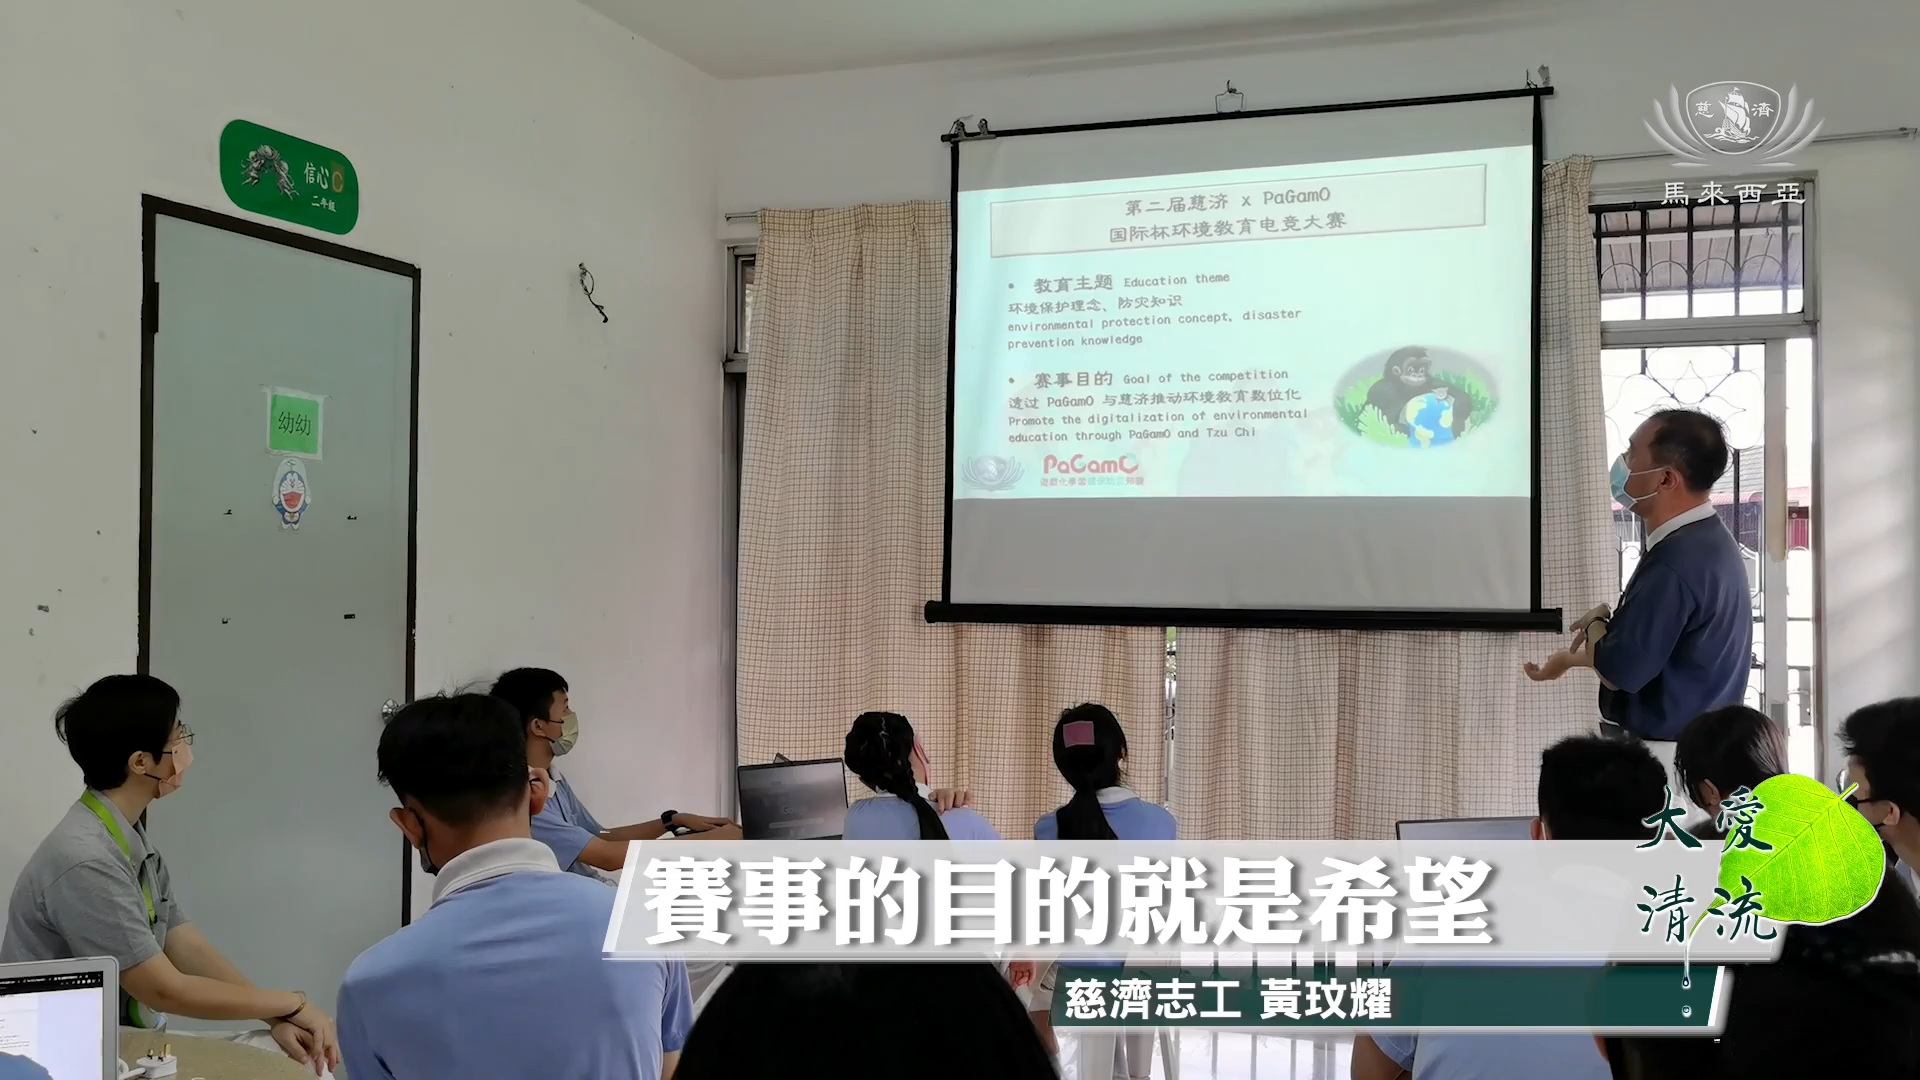 慈濟
馬來西亞
信心
二年級
幼幼
第二届慈济 x PaGamO
国际杯环境教育电竞大赛
• 教育主题 Education theme
环境保护理念、防灾知识
environmental protection concept, disaster
prevention knowledge
• 赛事目的 Goal of the competition
透过 PaGamO 与慈济推动环境教育数位化
Promote the digitalization of environmental
education through PaGamO and Tzu Chi
PaGamO
大愛
清流
賽事的目的就是希望
慈濟志工 黃玟耀